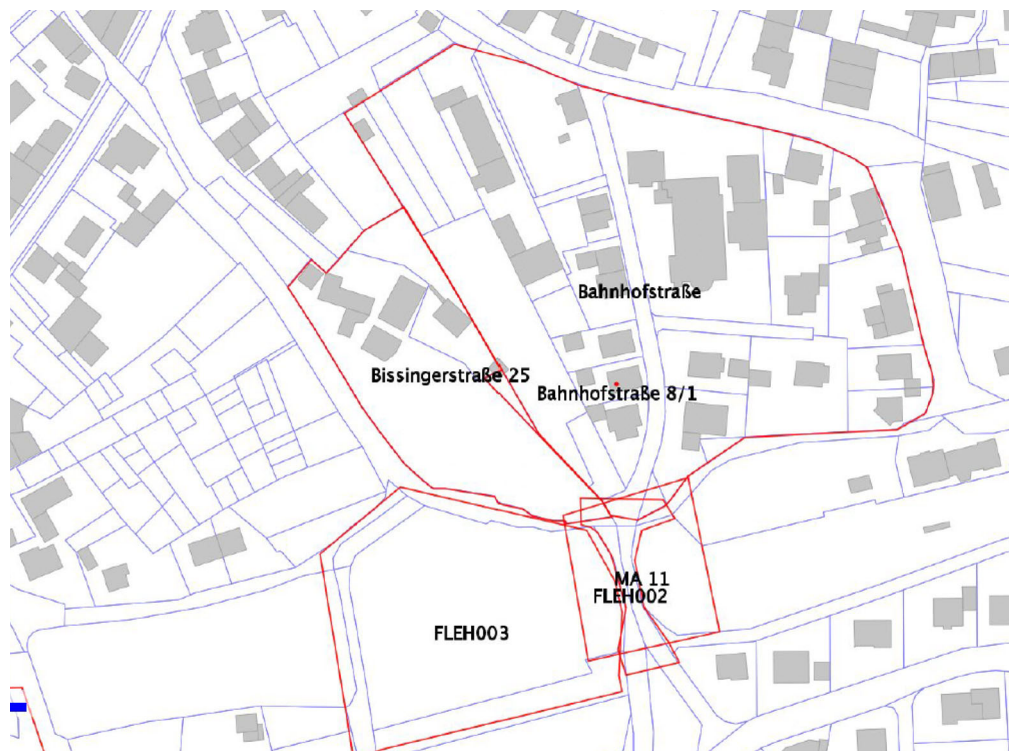 Bahnhofstraße
Bissingerstraße 25
Bahnhofstraße 8/1
MA 11
FLEH002
FLEH003